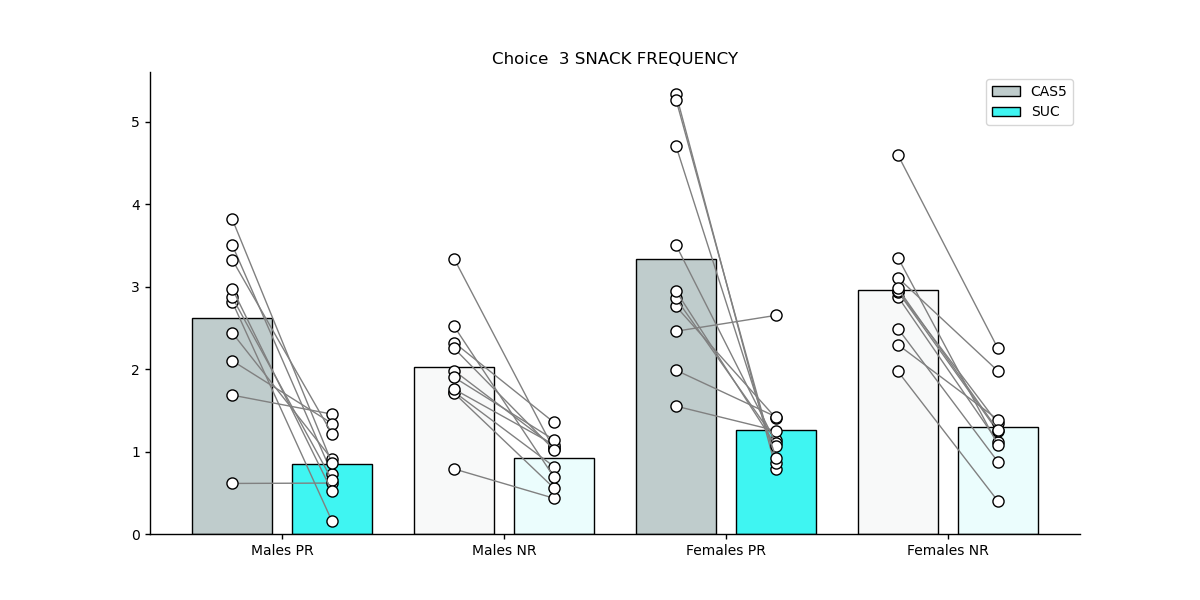 Choice  3 SNACK FREQUENCY
CAS5
SUC
5
4
3
2
1
0
Males PR
Males NR
Females PR
Females NR